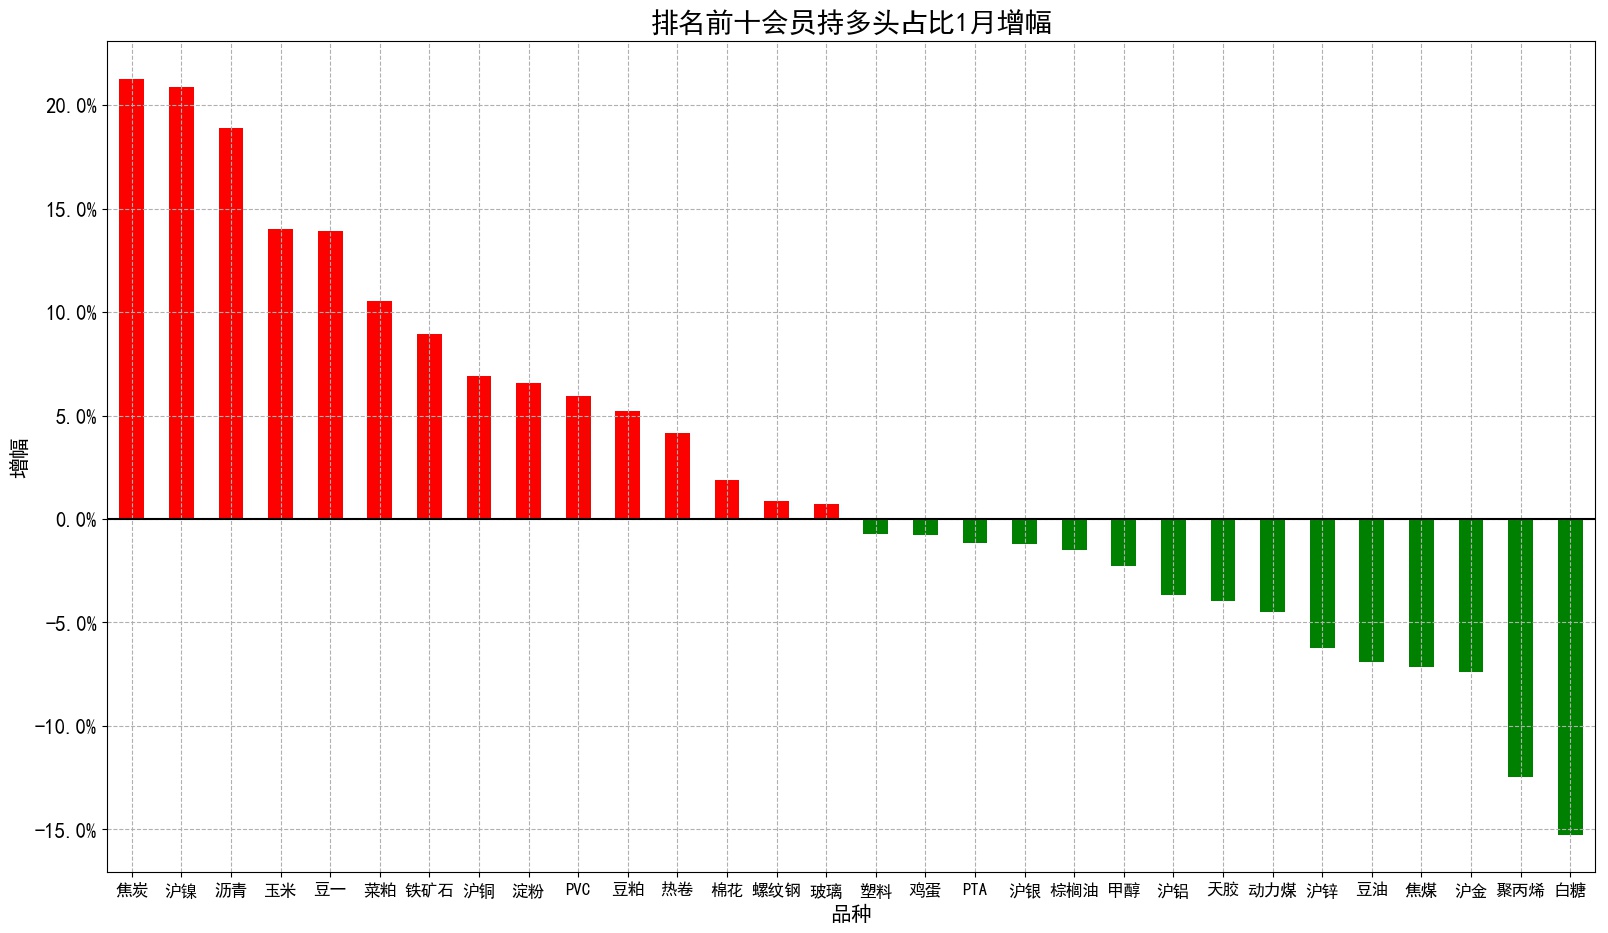 排名前十会员持多头占比1月增幅
增幅
20.0%
15.0%
10.0%
5.0%
0.0%
-5.0%
-10.0%
-15.0%
焦炭 沪镍 沥青 玉米 豆一 菜粕 铁矿石 沪铜 淀粉 PVC 豆粕 热卷 棉花 螺纹钢 玻璃 塑料 鸡蛋 PTA 沪银 棕榈油 甲醇 沪铝 天胶 动力煤 沪锌 豆油 焦煤 沪金 聚丙烯 白糖
品种